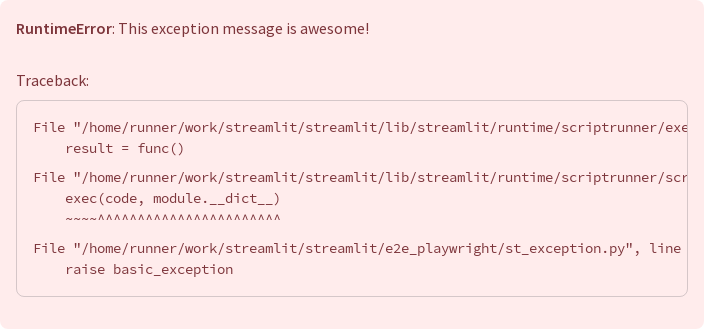 RuntimeError: This exception message is awesome!
Traceback:
File "/home/runner/work/streamlit/streamlit/lib/streamlit/runtime/scriptrunner/exe
    result = func()
File "/home/runner/work/streamlit/streamlit/lib/streamlit/runtime/scriptrunner/scr
    exec(code, module.__dict__)
    ~~~~^^^^^^^^^^^^^^^^^^^^^^^
File "/home/runner/work/streamlit/streamlit/e2e_playwright/st_exception.py", line
    raise basic_exception